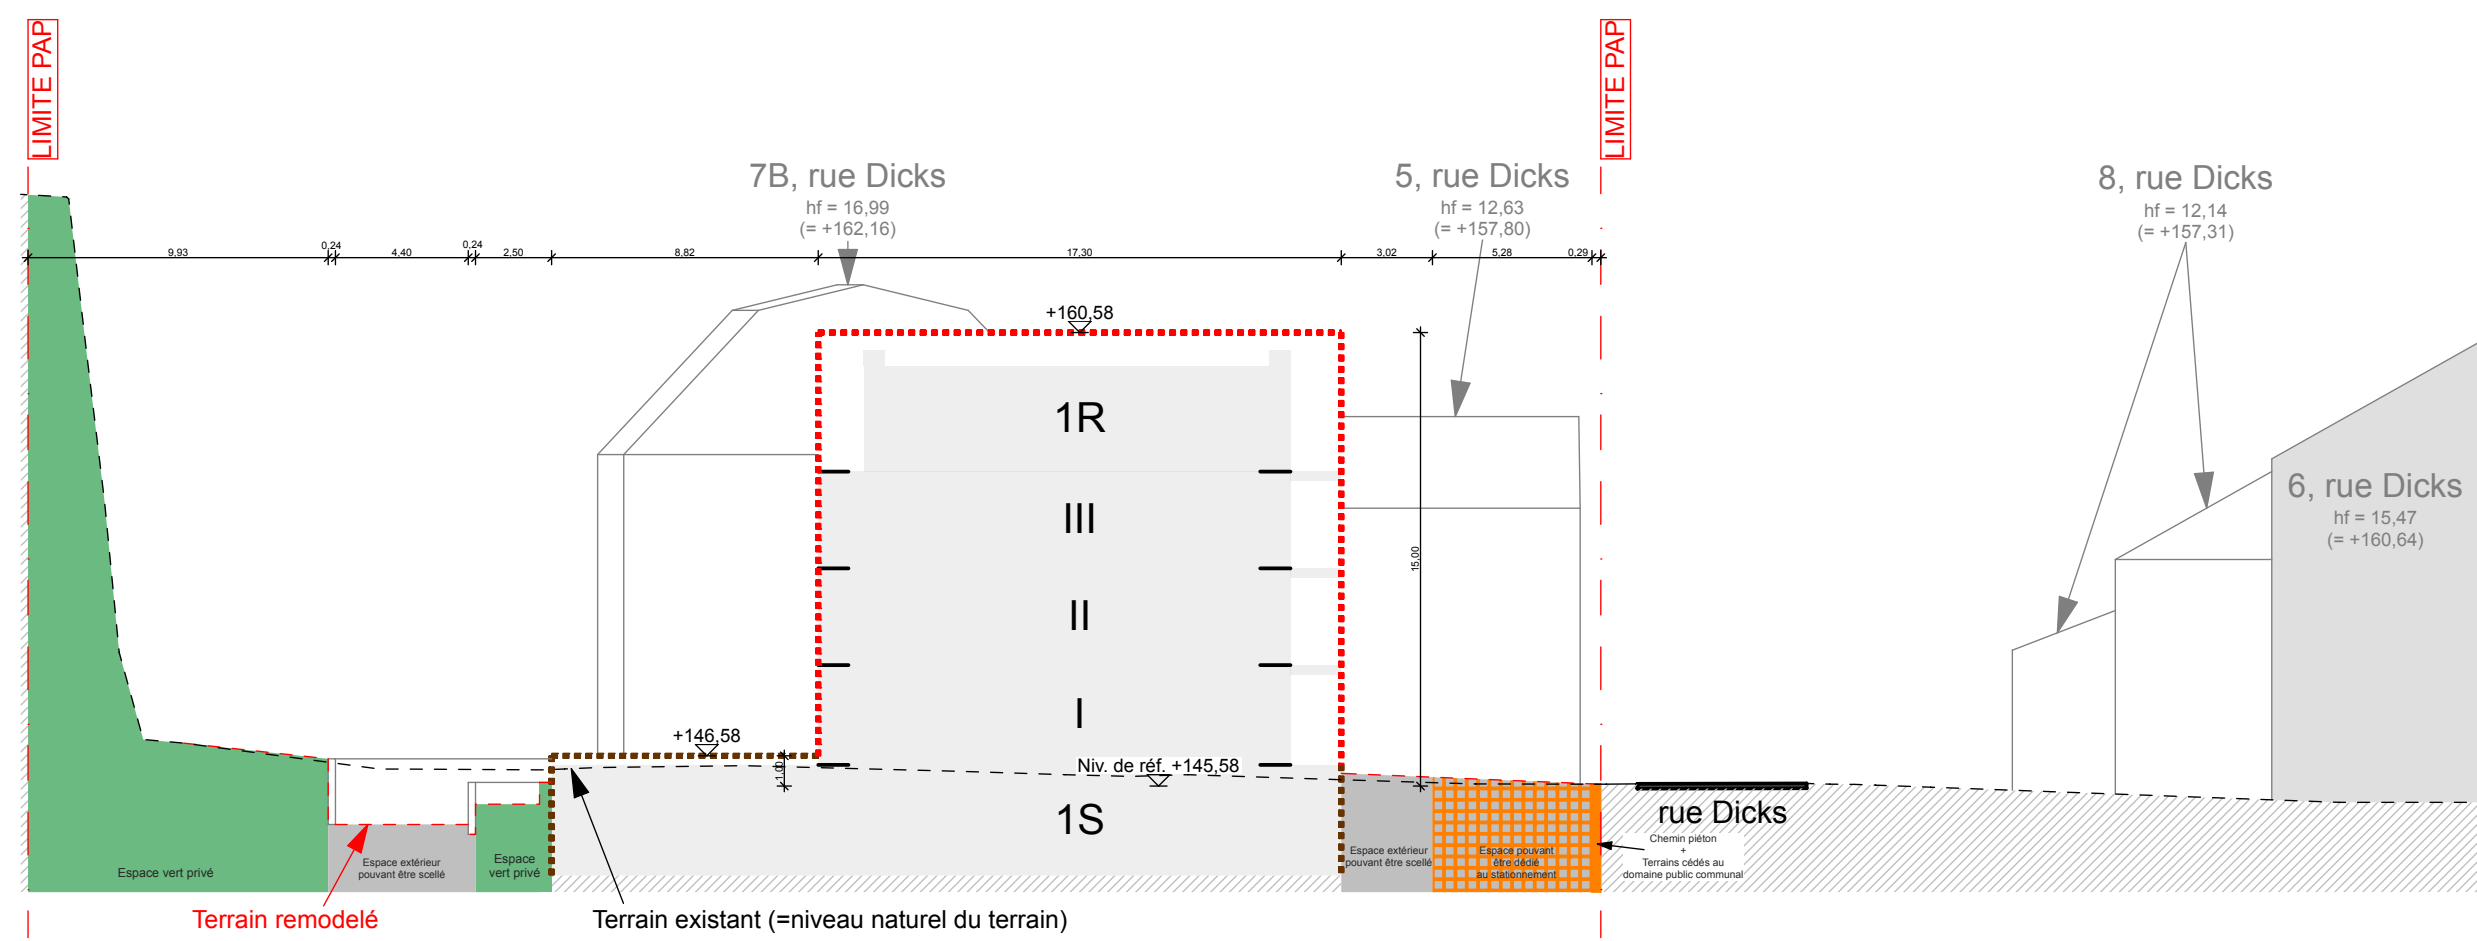 LIMITE PAP
LIMITE PAP
7B, rue Dicks
hf = 16,99
(= +162,16)
5, rue Dicks
hf = 12,63
(= +157,80)
8, rue Dicks
hf = 12,14
(= +157,31)
9,93
0,24
4,40
0,24
2,50
8,82
17,30
3,02
5,28
0,29
+160,58
1R
III
II
I
1S
15,00
6, rue Dicks
hf = 15,47
(= +160,64)
+146,58
1,00
Niv. de réf. +145,58
rue Dicks
Chemin piéton
+
Terrains cédés au
domaine public communal
Espace vert privé
Espace extérieur
pouvant être scellé
Espace
vert privé
Espace extérieur
pouvant être scellé
Espace pouvant
être dédié
au stationnement
Terrain remodelé
Terrain existant (=niveau naturel du terrain)